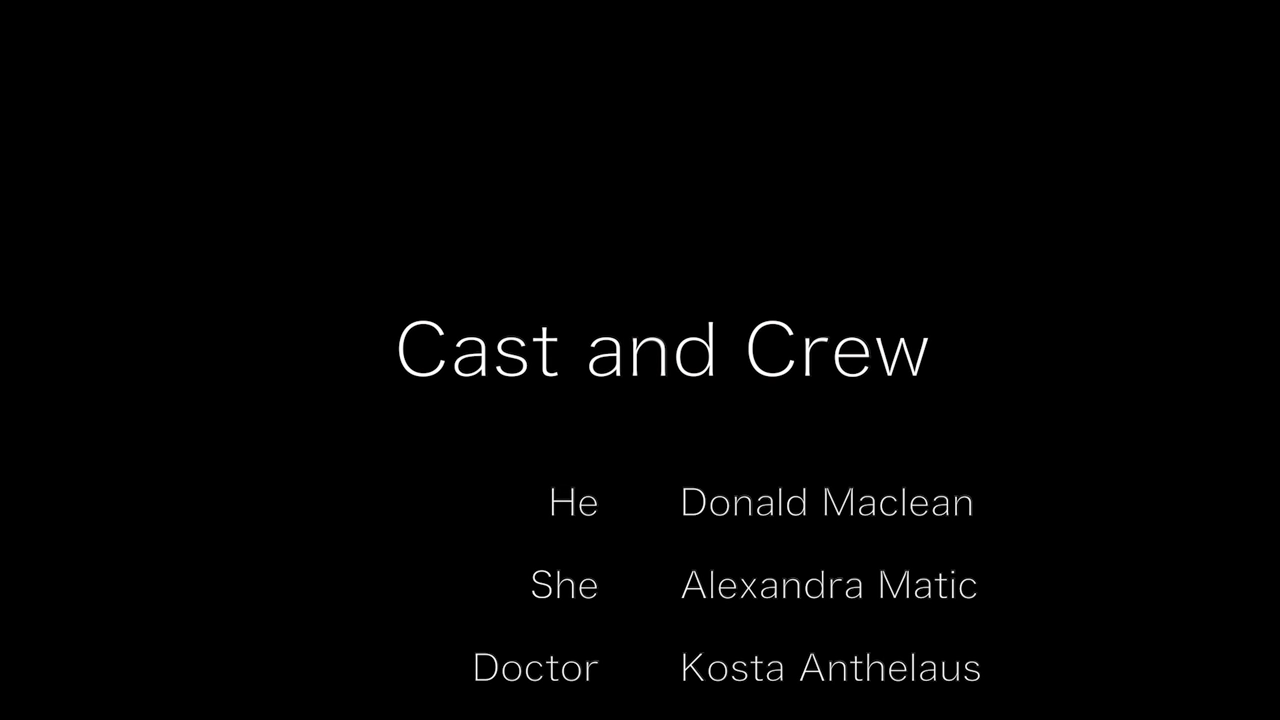 Cast and Crew
He Donald Maclean
She Alexandra Matic
Doctor Kosta Anthelaus